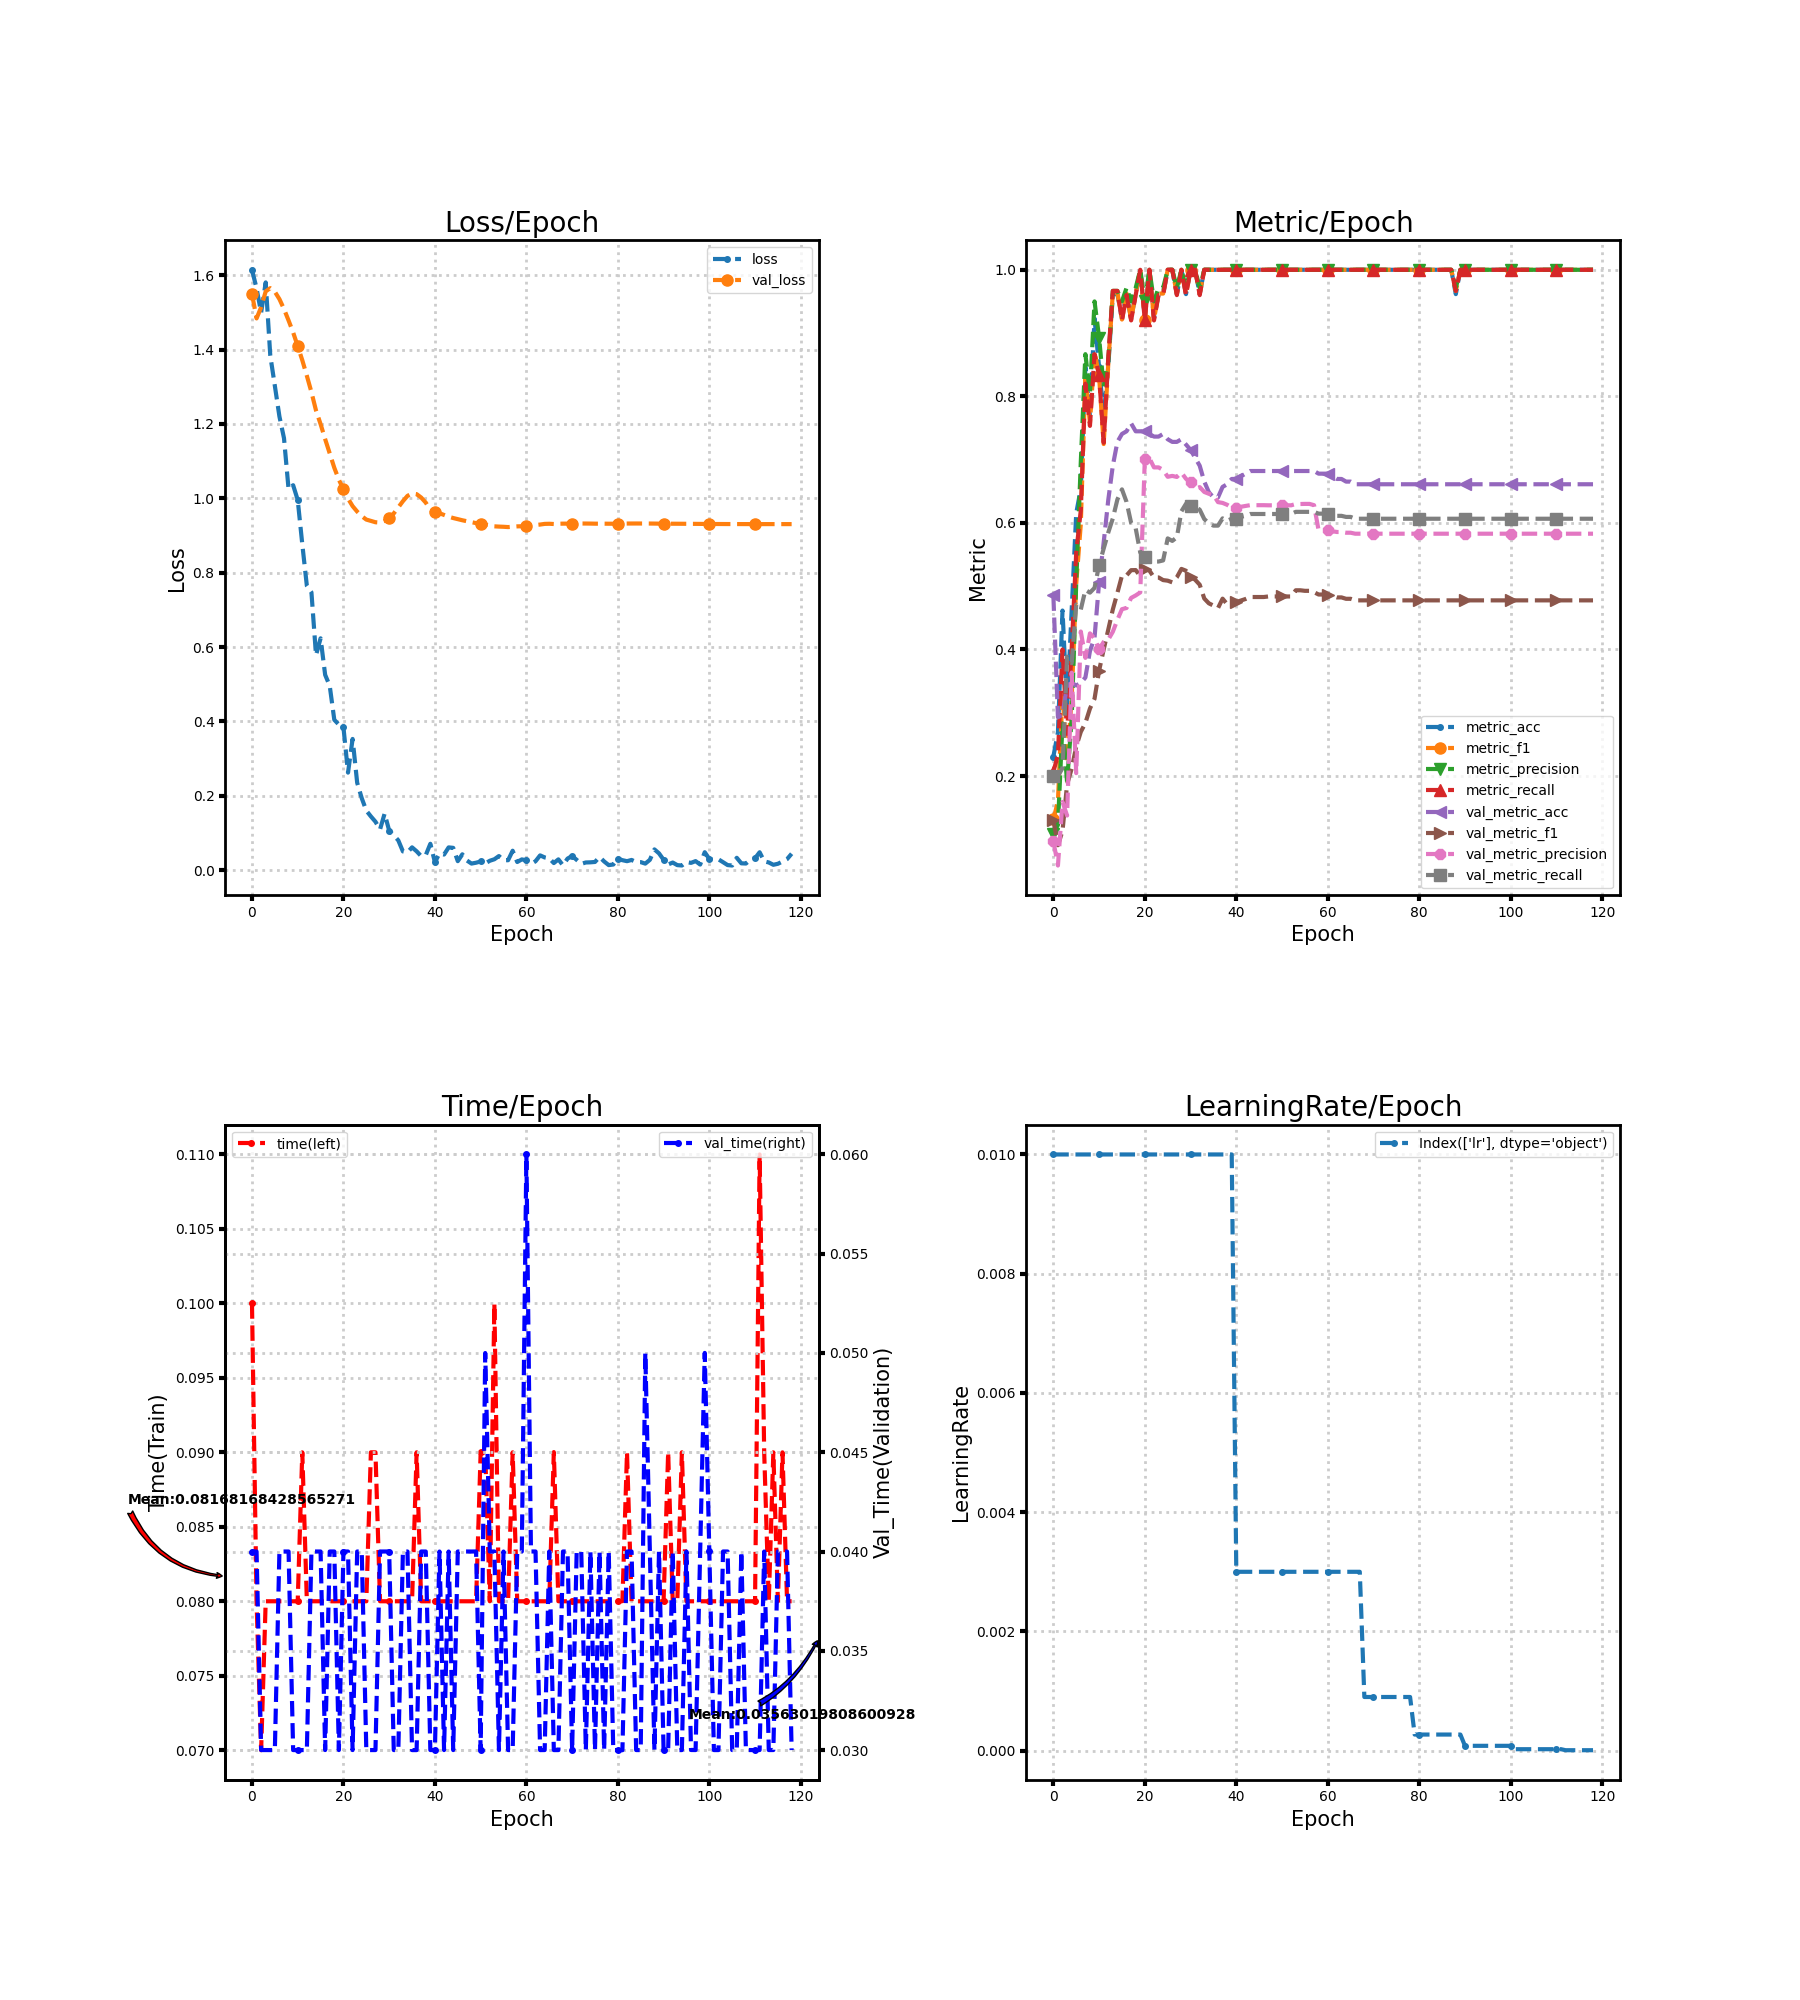 Loss/Epoch
Loss
1.6
1.4
1.2
1.0
0.8
0.6
0.4
0.2
0.0
loss
val_loss
0 20 40 60 80 100 120
Epoch
Metric/Epoch
Metric
1.0
0.8
0.6
0.4
0.2
metric_acc
metric_f1
metric_precision
metric_recall
val_metric_acc
val_metric_f1
val_metric_precision
val_metric_recall
0 20 40 60 80 100 120
Epoch
Time/Epoch
time(left)
val_time(right)
Time(Train)
0.110
0.105
0.100
0.095
0.090
0.085
0.080
0.075
0.070
Mean:0.08168168428565271
Mean:0.03563019808600928
0.060
0.055
0.050
0.045
0.040
0.035
0.030
Val_Time(Validation)
0 20 40 60 80 100 120
Epoch
LearningRate/Epoch
Index(['lr'], dtype='object')
LearningRate
0.010
0.008
0.006
0.004
0.002
0.000
0 20 40 60 80 100 120
Epoch